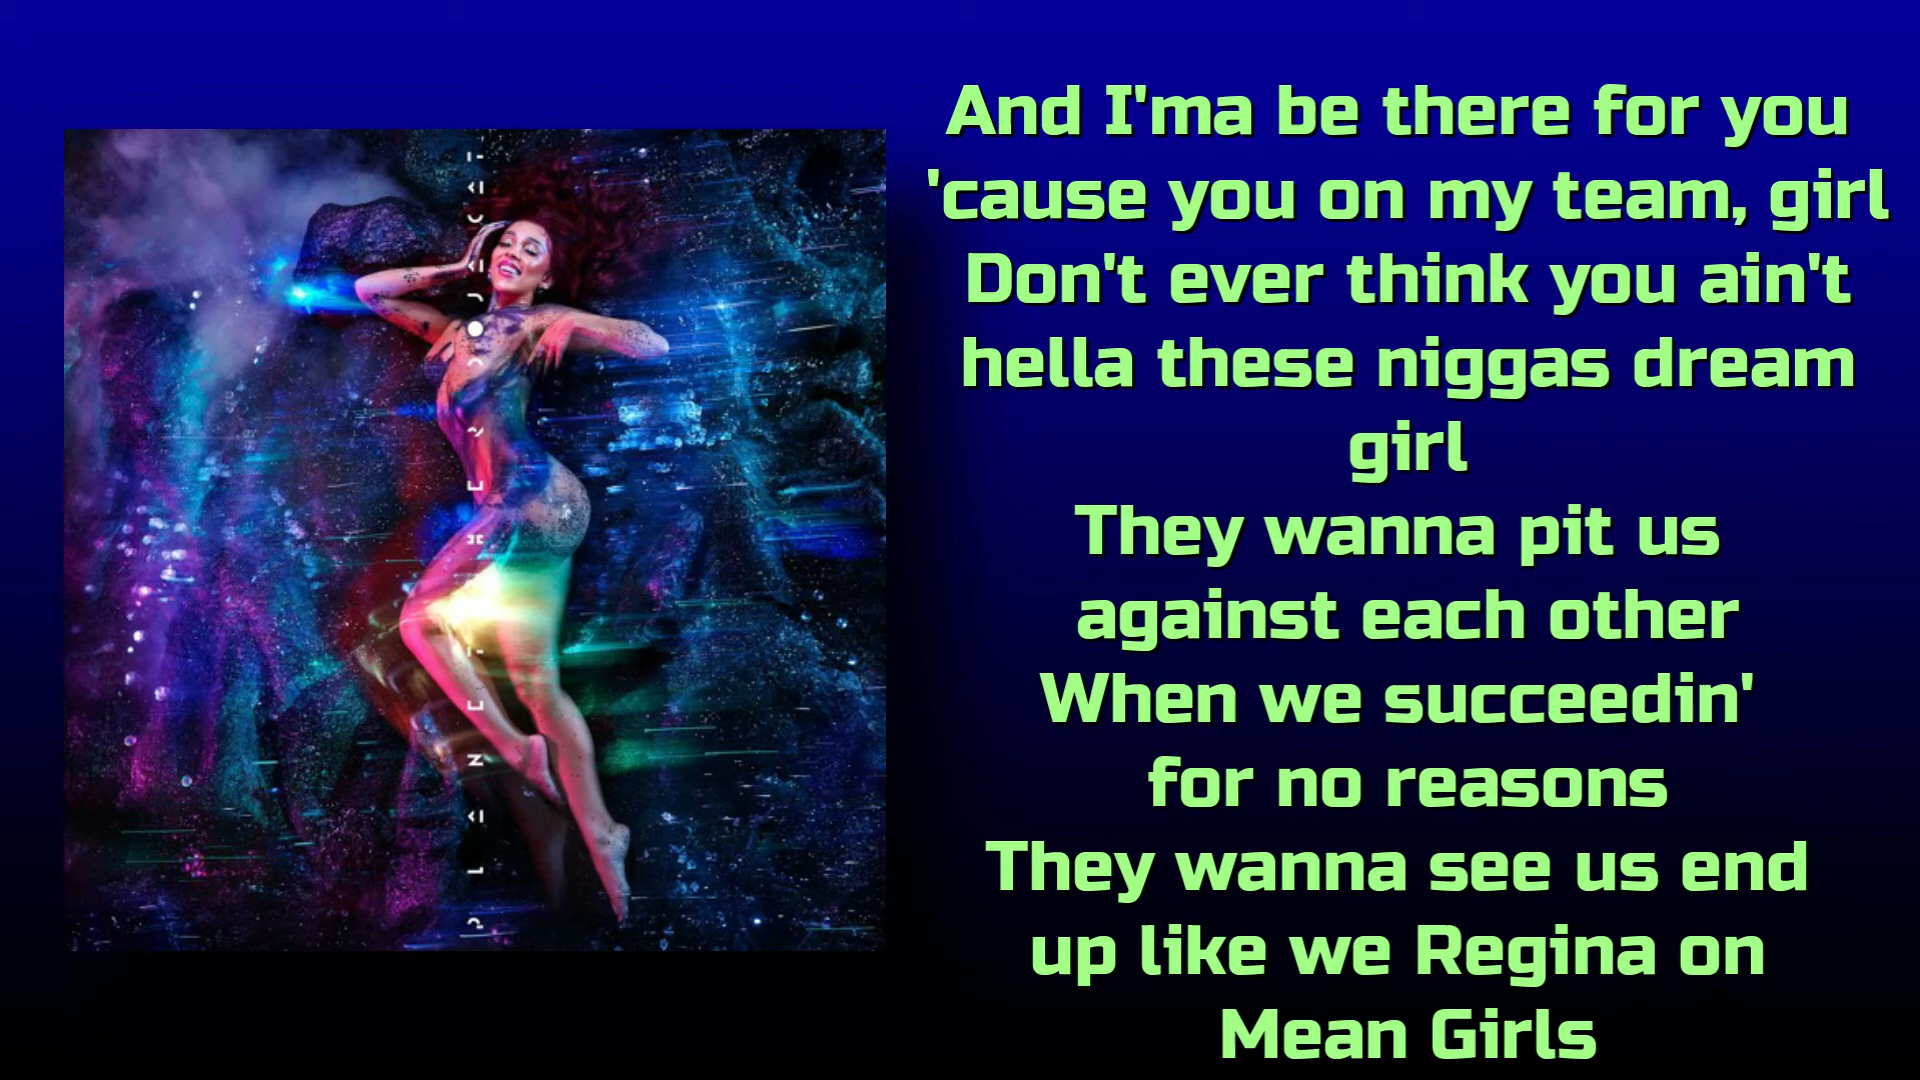 And I'ma be there for you
'cause you on my team, girl
Don't ever think you ain't
hella these niggas dream
girl
They wanna pit us
against each other
When we succeedin'
for no reasons
They wanna see us end
up like we Regina on
Mean Girls